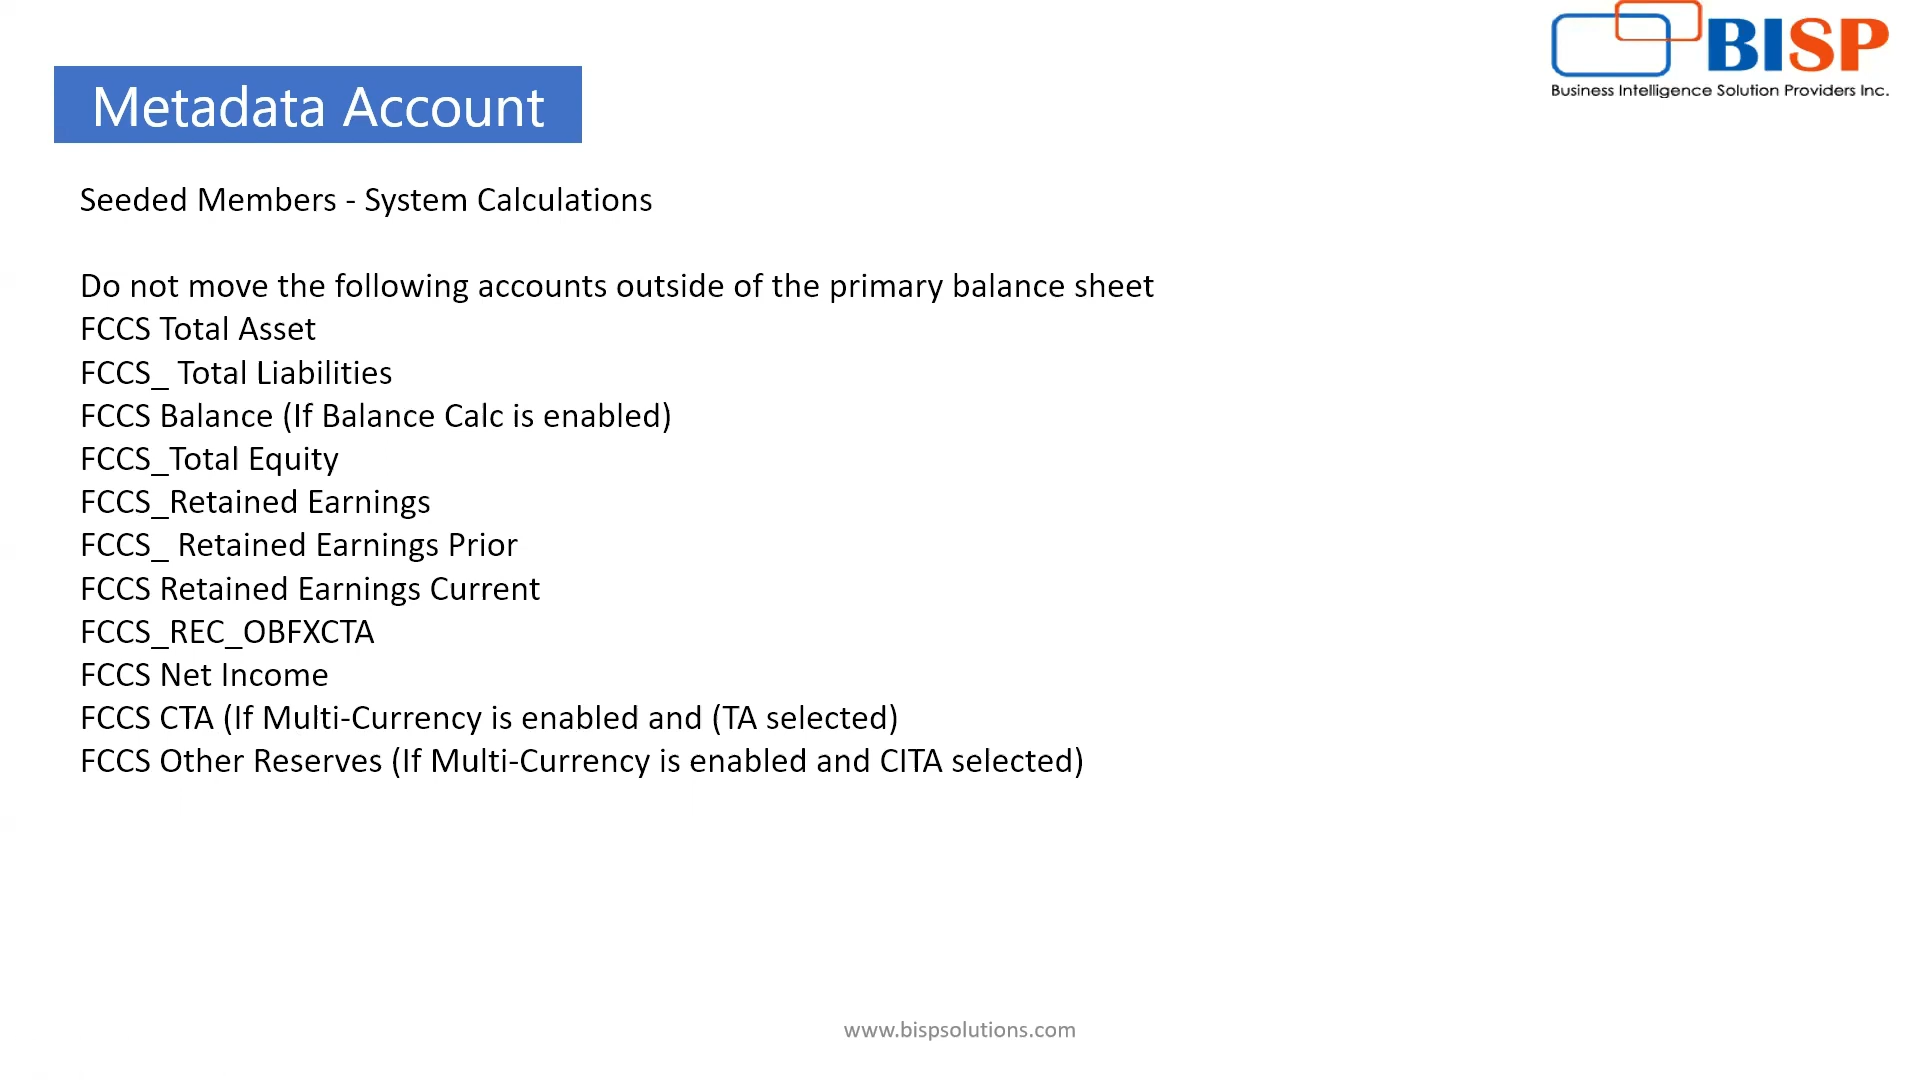 BISP
Business Intelligence Solution Providers Inc.
Metadata Account
Seeded Members - System Calculations
Do not move the following accounts outside of the primary balance sheet
FCCS Total Asset
FCCS_ Total Liabilities
FCCS Balance (If Balance Calc is enabled)
FCCS_Total Equity
FCCS_Retained Earnings
FCCS_ Retained Earnings Prior
FCCS Retained Earnings Current
FCCS_REC_OBFXCTA
FCCS Net Income
FCCS CTA (If Multi-Currency is enabled and (TA selected)
FCCS Other Reserves (If Multi-Currency is enabled and CITA selected)
www.bispsolutions.com